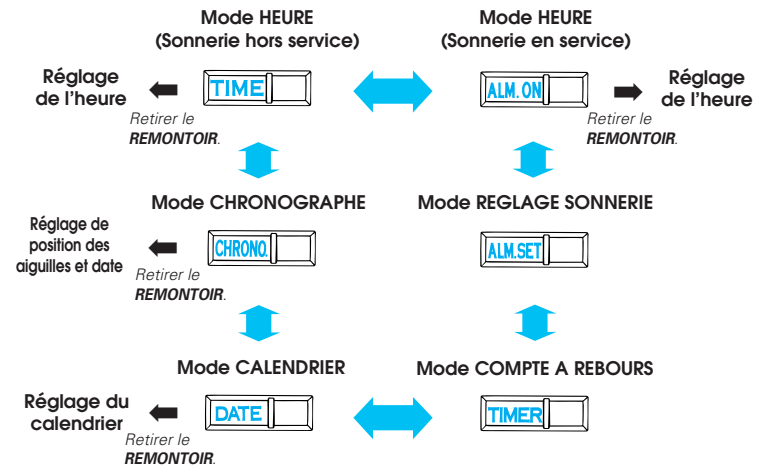 Mode HEURE
(Sonnerie hors service)
Mode HEURE
(Sonnerie en service)
Réglage
de l'heure
TIME
Retirer le
REMONTOIR.
ALM. ON
Retirer le
REMONTOIR.
Réglage
de l'heure
Mode CHRONOGRAPHE
Réglage de
position des
aiguilles et date
CHRONO.
Retirer le
REMONTOIR.
Mode REGLAGE SONNERIE
ALM.SET
Mode CALENDRIER
Réglage du
calendrier
DATE
Retirer le
REMONTOIR.
Mode COMPTE A REBOURS
TIMER